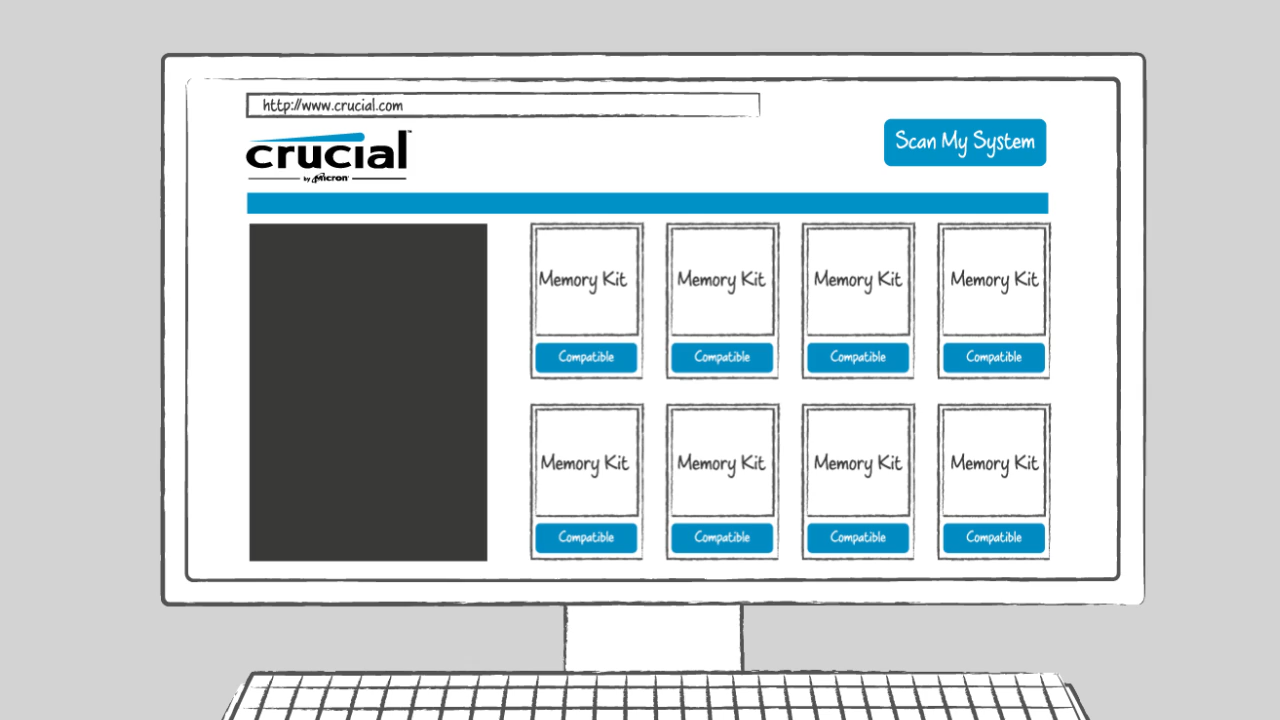 http://www.crucial.com
crucial™
by Micron
Scan My System
Memory Kit Memory Kit Memory Kit Memory Kit
Compatible Compatible Compatible Compatible
Memory Kit Memory Kit Memory Kit Memory Kit
Compatible Compatible Compatible Compatible